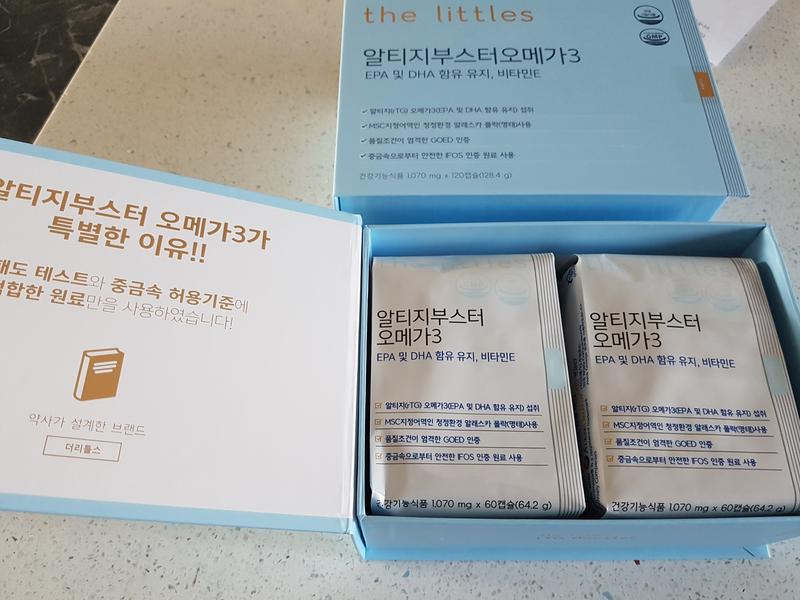 the littles
GMP
알티지부스터오메가3
EPA 및 DHA 함유 유지, 비타민E
알티지(rTG) 오메가3(EPA 및 DHA 함유 유지) 섭취
MSC지정어역인 청정환경 알래스카 폴락(명태)사용
품질조건이 엄격한 GOED 인증
중금속으로부터 안전한 IFOS 인증 원료 사용
건강기능식품 1,070 mg x 120캡슐(128.4 g)
알티지부스터 오메가3가
특별한 이유!!
테스트와 중금속 허용기준에
적합한 원료만을 사용하였습니다!
약사가 설계한 브랜드
더리틀스
the littles
알티지부스터
오메가3
EPA 및 DHA 함유 유지, 비타민E
알티지(rTG) 오메가3(EPA 및 DHA 함유 유지) 섭취
MSC지정어역인 청정환경 알래스카 폴락(명태)사용
품질조건이 엄격한 GOED 인증
중금속으로부터 안전한 IFOS 인증 원료 사용
건강기능식품 1,070 mg x 60캡슐(64.2 g)
the littles
알티지부스터
오메가3
EPA 및 DHA 함유 유지, 비타민E
알티지(rTG) 오메가3(EPA 및 DHA 함유 유지) 섭취
MSC지정어역인 청정환경 알래스카 폴락(명태)사용
품질조건이 엄격한 GOED 인증
중금속으로부터 안전한 IFOS 인증 원료 사용
건강기능식품 1,070 mg x 60캡슐(64.2 g)